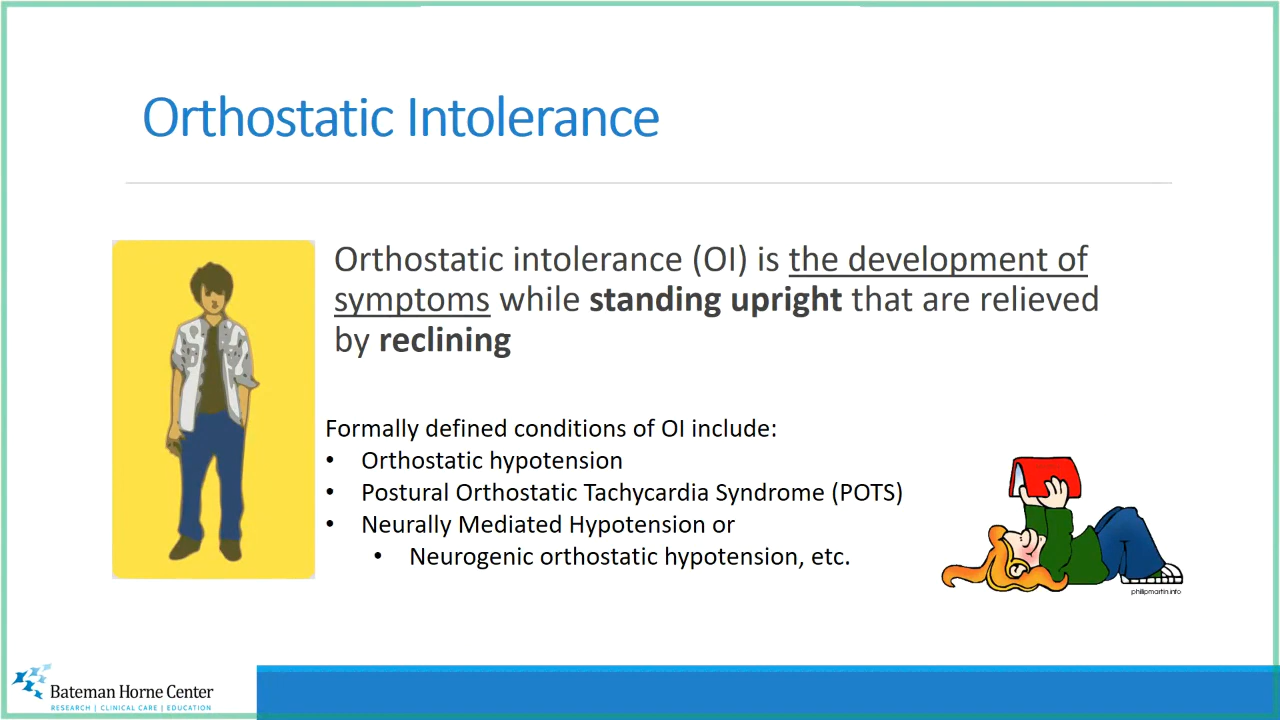 Orthostatic Intolerance
Orthostatic intolerance (OI) is the development of
symptoms while standing upright that are relieved
by reclining
Formally defined conditions of OI include:
• Orthostatic hypotension
• Postural Orthostatic Tachycardia Syndrome (POTS)
• Neurally Mediated Hypotension or
• Neurogenic orthostatic hypotension, etc.
philipmartin.info
Bateman Horne Center
RESEARCH | CLINICAL CARE | EDUCATION